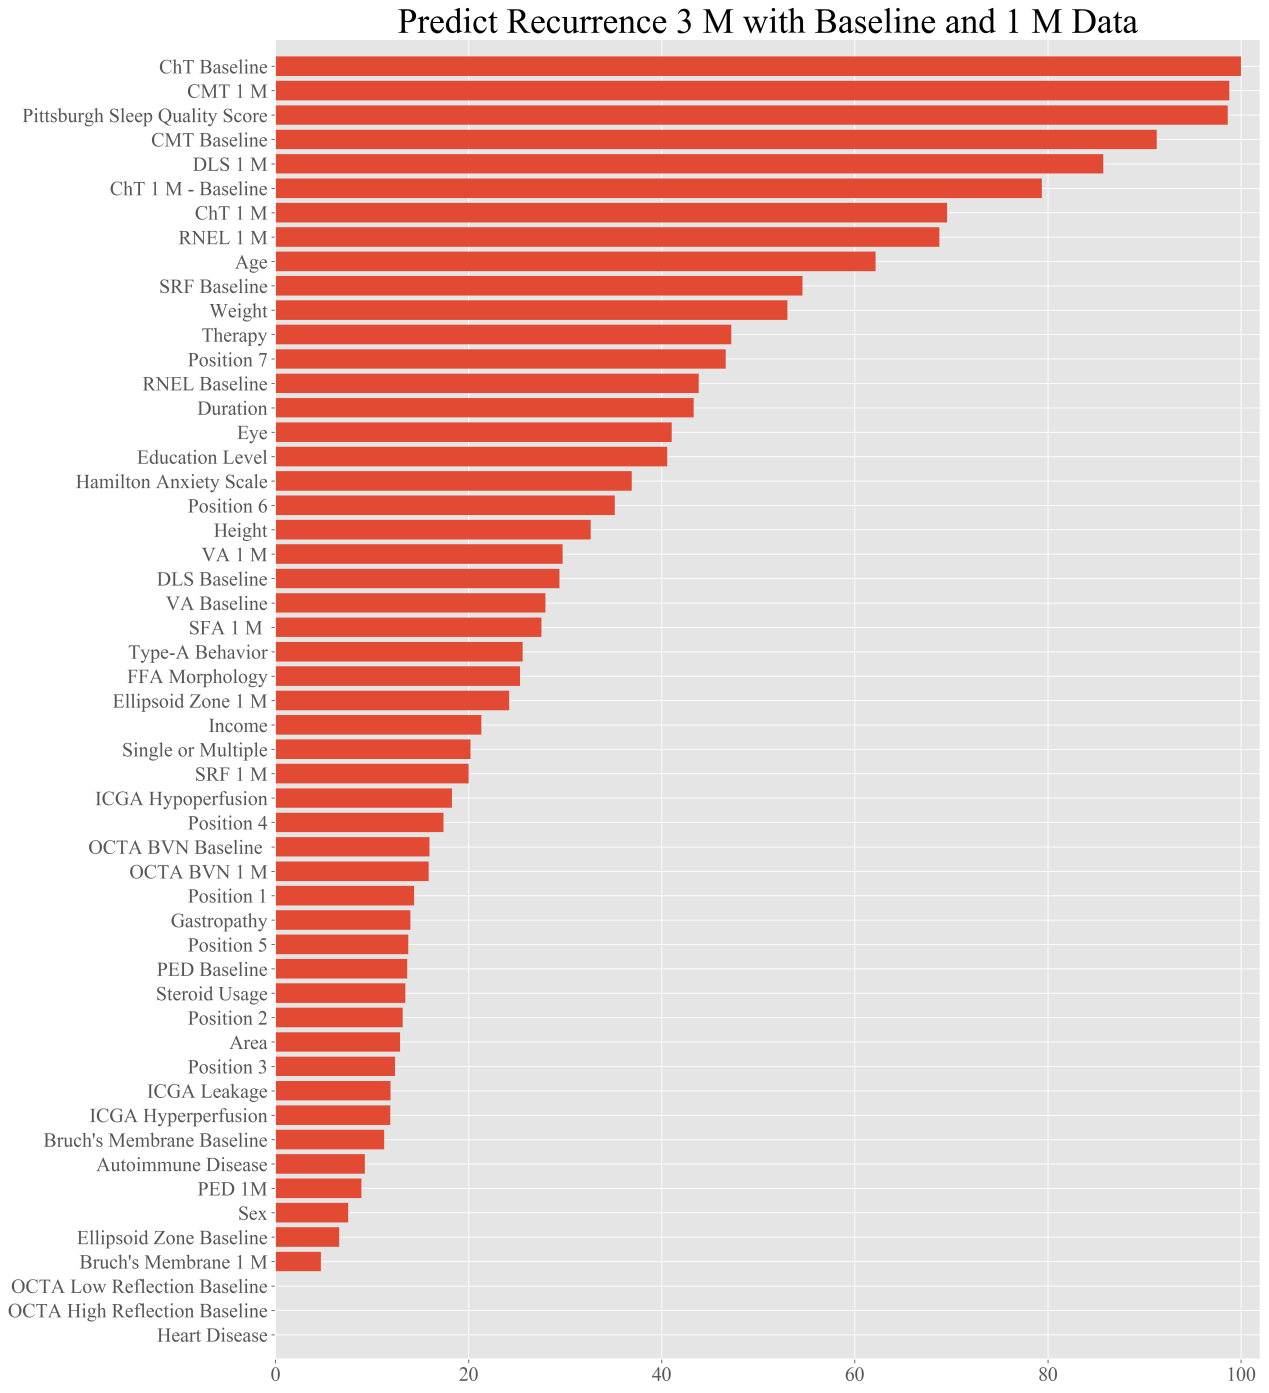 Predict Recurrence 3 M with Baseline and 1 M Data
ChT Baseline
CMT 1 M
Pittsburgh Sleep Quality Score
CMT Baseline
DLS 1 M
ChT 1 M - Baseline
ChT 1 M
RNEL 1 M
Age
SRF Baseline
Weight
Therapy
Position 7
RNEL Baseline
Duration
Eye
Education Level
Hamilton Anxiety Scale
Position 6
Height
VA 1 M
DLS Baseline
VA Baseline
SFA 1 M
Type-A Behavior
FFA Morphology
Ellipsoid Zone 1 M
Income
Single or Multiple
SRF 1 M
ICGA Hypoperfusion
Position 4
OCTA BVN Baseline
OCTA BVN 1 M
Position 1
Gastropathy
Position 5
PED Baseline
Steroid Usage
Position 2
Area
Position 3
ICGA Leakage
ICGA Hyperperfusion
Bruch's Membrane Baseline
Autoimmune Disease
PED 1M
Sex
Ellipsoid Zone Baseline
Bruch's Membrane 1 M
OCTA Low Reflection Baseline
OCTA High Reflection Baseline
Heart Disease
0 20 40 60 80 100